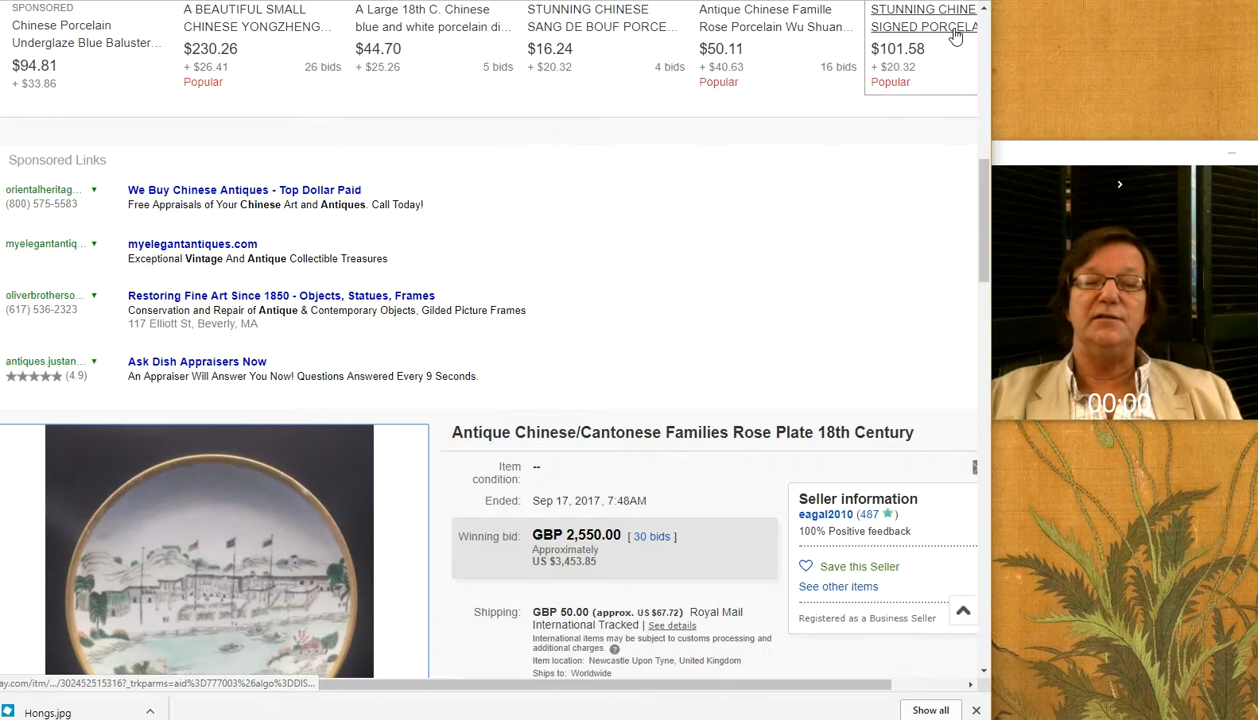 SPONSORED
Chinese Porcelain
Underglaze Blue Baluster...
$94.81
+ $33.86
A BEAUTIFUL SMALL
CHINESE YONGZHENG...
$230.26
+ $26.41 26 bids
Popular
A Large 18th C. Chinese
blue and white porcelain di...
$44.70
+ $25.26 5 bids
STUNNING CHINESE
SANG DE BOUF PORCE...
$16.24
+ $20.32 4 bids
Antique Chinese Famille
Rose Porcelain Wu Shuan...
$50.11
+ $40.63 16 bids
Popular
STUNNING CHINE
SIGNED PORCELA
$101.58
+ $20.32
Popular
Sponsored Links
orientalheritag... We Buy Chinese Antiques - Top Dollar Paid
(800) 575-5583 Free Appraisals of Your Chinese Art and Antiques. Call Today!
myelegantantiq... myelegantantiques.com
Exceptional Vintage And Antique Collectible Treasures
oliverbrotherso... Restoring Fine Art Since 1850 - Objects, Statues, Frames
(617) 536-2323 Conservation and Repair of Antique & Contemporary Objects, Gilded Picture Frames
117 Elliott St, Beverly, MA
antiques.justan... Ask Dish Appraisers Now
(4.9) An Appraiser Will Answer You Now! Questions Answered Every 9 Seconds.
Antique Chinese/Cantonese Families Rose Plate 18th Century
Item
condition: --
Ended: Sep 17, 2017, 7:48AM
Winning bid: GBP 2,550.00 [ 30 bids ]
Approximately
US $3,453.85
Shipping: GBP 50.00 (approx. US $67.72) Royal Mail
International Tracked | See details
International items may be subject to customs processing and
additional charges.
Item location: Newcastle Upon Tyne, United Kingdom
Ships to: Worldwide
Seller information
eagal2010 (487 )
100% Positive feedback
Save this Seller
See other items
Registered as a Business Seller
00:00
ay.com/itm/.../302452515316?_trkparms=aid%3D777003%26algo%3DDIS...
Hongs.jpg
Show all